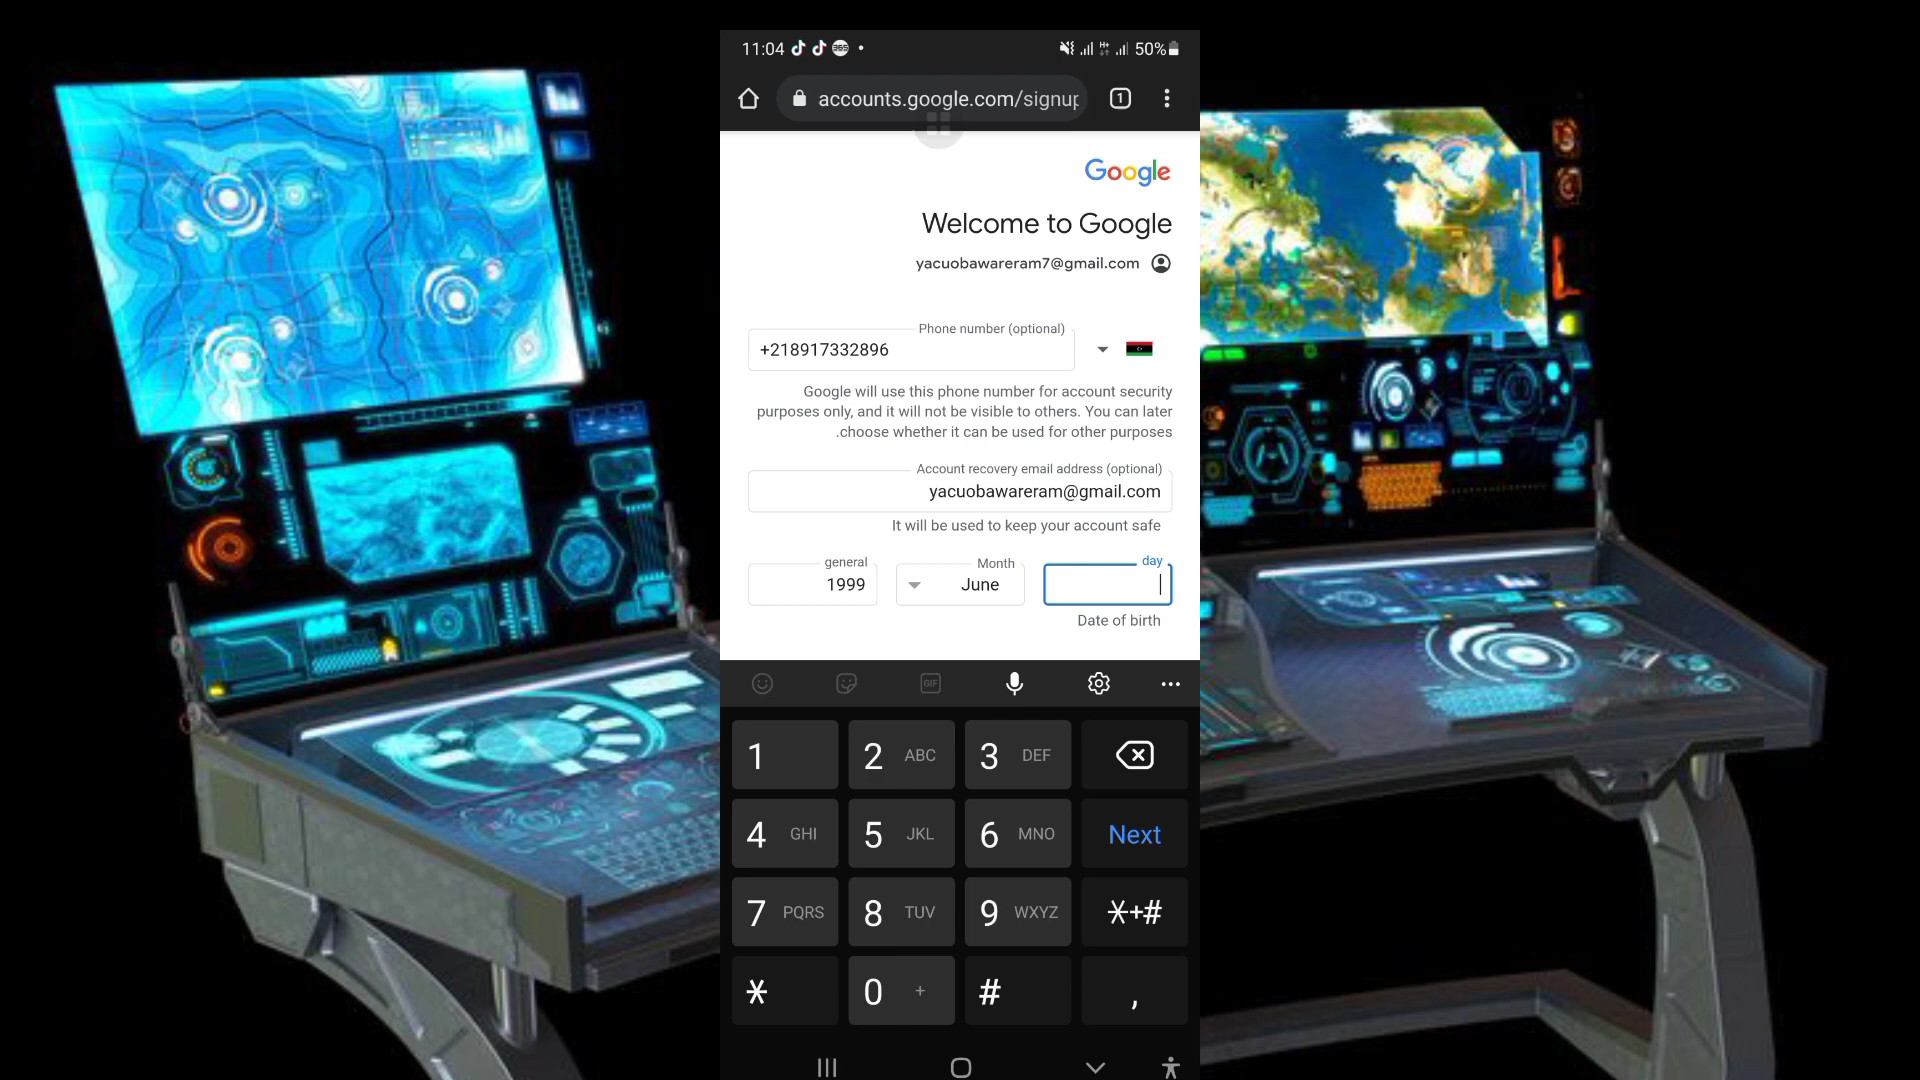 11:04 365 50%
accounts.google.com/signup 1
Google
Welcome to Google
yacuobawareram7@gmail.com
Phone number (optional)
+218917332896
Google will use this phone number for account security
purposes only, and it will not be visible to others. You can later
.choose whether it can be used for other purposes
Account recovery email address (optional)
yacuobawareram@gmail.com
It will be used to keep your account safe
general Month day
1999 June
Date of birth
GIF
1 2 ABC 3 DEF
4 GHI 5 JKL 6 MNO Next
7 PQRS 8 TUV 9 WXYZ *+#
* 0 + # ,